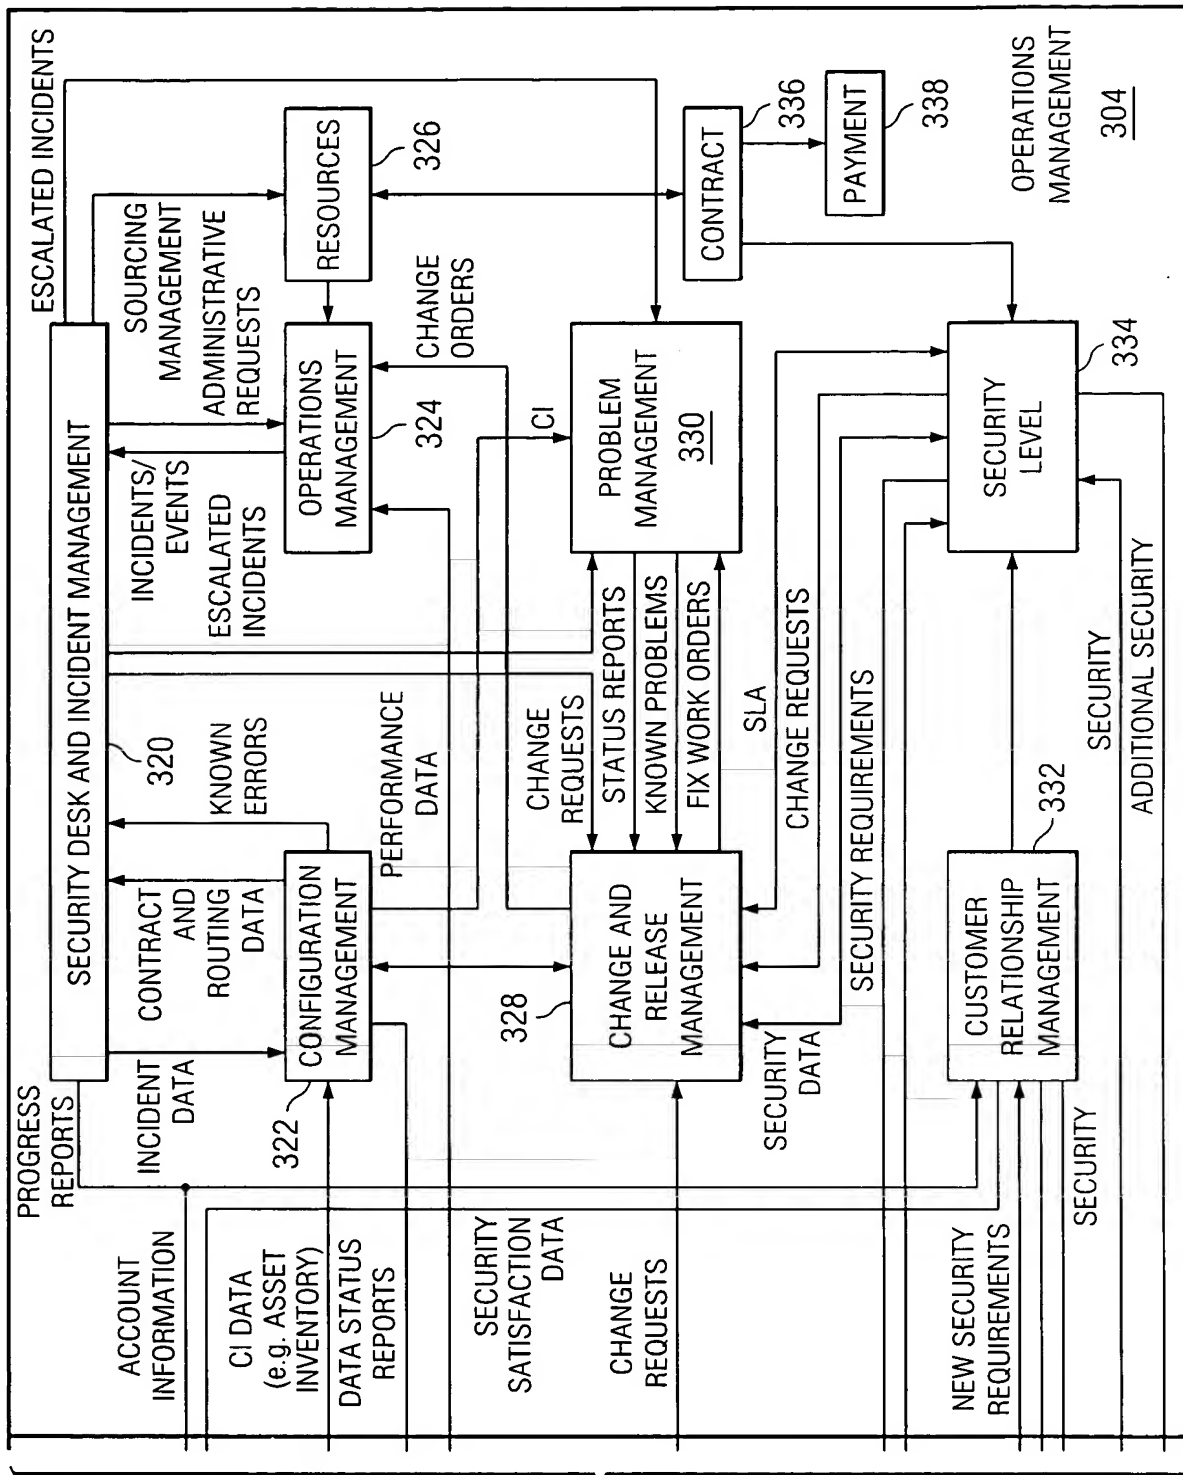 PROGRESS
REPORTS
ESCALATED INCIDENTS
SECURITY DESK AND INCIDENT MANAGEMENT
320
ACCOUNT
INFORMATION
INCIDENT
DATA
CONTRACT
AND
ROUTING
DATA
KNOWN
ERRORS
INCIDENTS/
EVENTS
ESCALATED
INCIDENTS
SOURCING
MANAGEMENT
ADMINISTRATIVE
REQUESTS
CI DATA
(e.g. ASSET
INVENTORY)
DATA STATUS
REPORTS
322
CONFIGURATION
MANAGEMENT
PERFORMANCE
DATA
OPERATIONS
MANAGEMENT
324
RESOURCES
326
CHANGE
ORDERS
CI
SECURITY
SATISFACTION
DATA
CHANGE
REQUESTS
328
CHANGE AND
RELEASE
MANAGEMENT
CHANGE
REQUESTS
STATUS REPORTS
KNOWN PROBLEMS
FIX WORK ORDERS
PROBLEM
MANAGEMENT
330
CONTRACT
336
PAYMENT
338
SLA
CHANGE REQUESTS
SECURITY
DATA
SECURITY REQUIREMENTS
NEW SECURITY
REQUIREMENTS
CUSTOMER
RELATIONSHIP
MANAGEMENT
332
SECURITY
LEVEL
334
SECURITY
SECURITY
ADDITIONAL SECURITY
OPERATIONS
MANAGEMENT
304